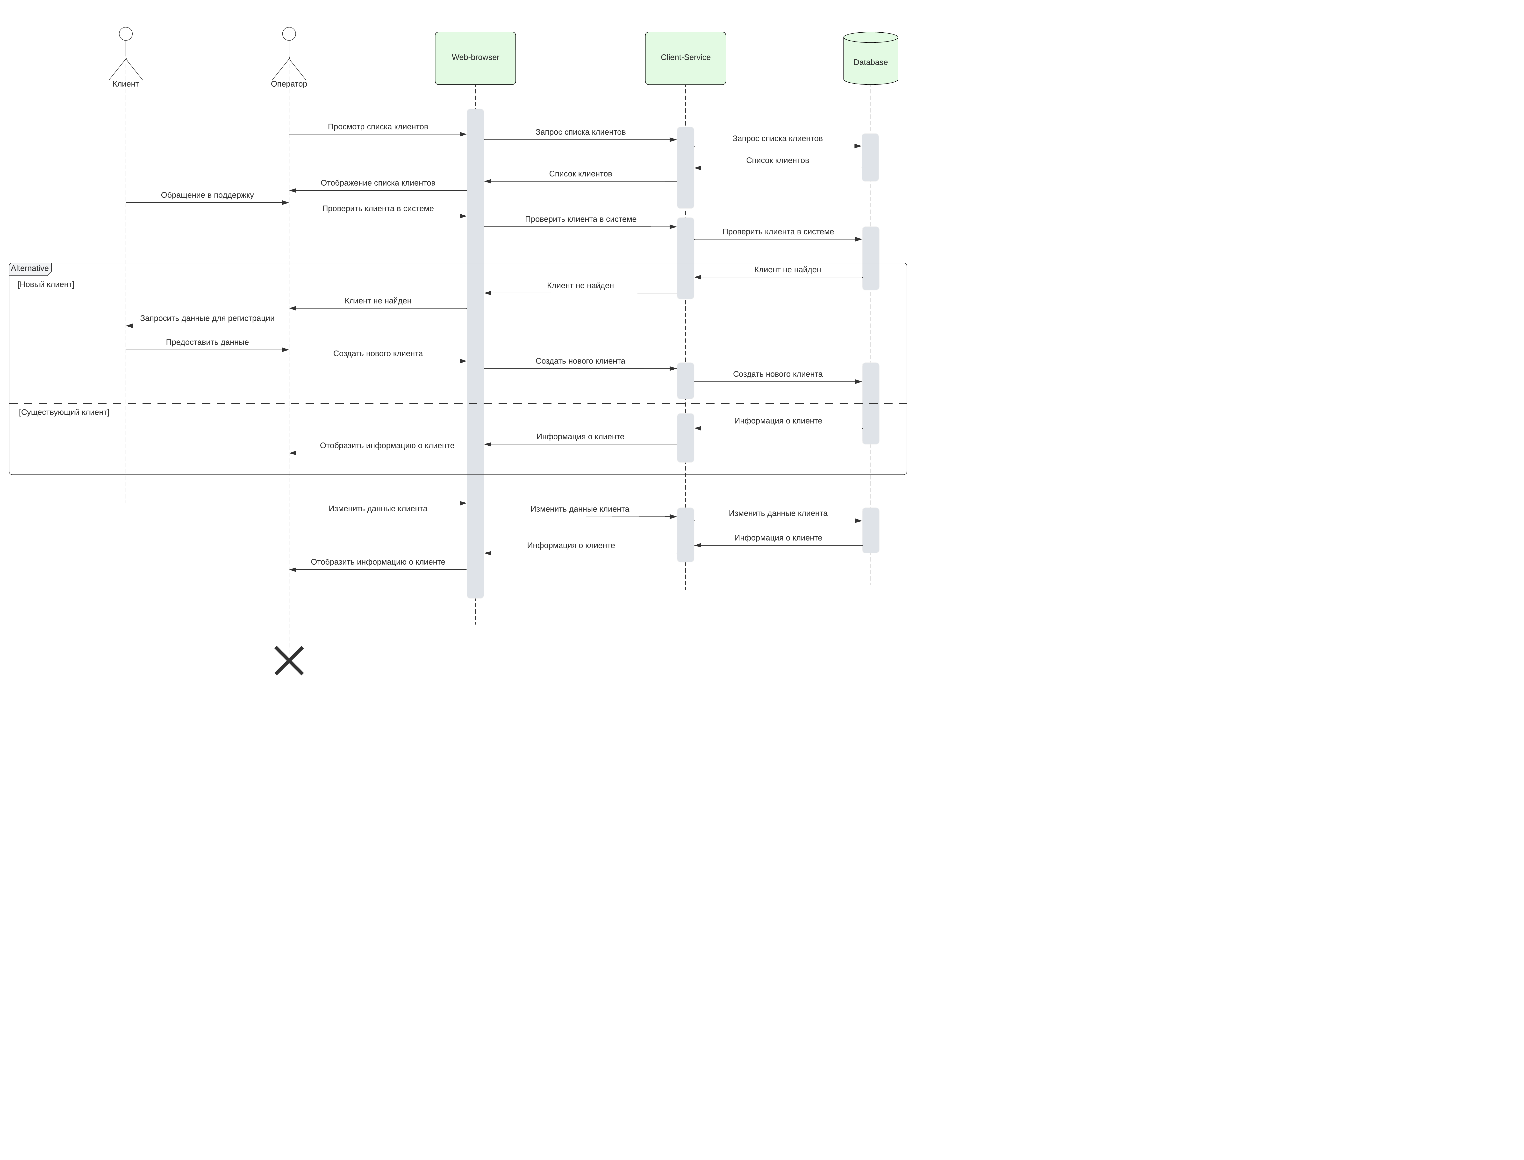 Клиент
Оператор
Web-browser
Client-Service
Database
Просмотр списка клиентов
Запрос списка клиентов
Запрос списка клиентов
Список клиентов
Список клиентов
Отображение списка клиентов
Обращение в поддержку
Проверить клиента в системе
Проверить клиента в системе
Проверить клиента в системе
Alternative
Клиент не найден
[Новый клиент]
Клиент не найден
Клиент не найден
Запросить данные для регистрации
Предоставить данные
Создать нового клиента
Создать нового клиента
Создать нового клиента
[Существующий клиент]
Информация о клиенте
Информация о клиенте
Отобразить информацию о клиенте
Изменить данные клиента
Изменить данные клиента
Изменить данные клиента
Информация о клиенте
Информация о клиенте
Отобразить информацию о клиенте